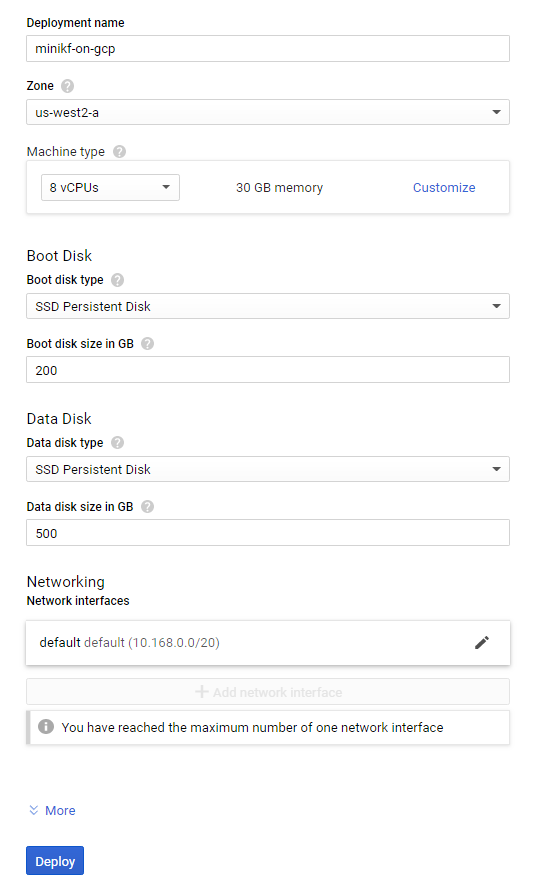 Deployment name
minikf-on-gcp
Zone
us-west2-a
Machine type
8 vCPUs 30 GB memory Customize
Boot Disk
Boot disk type
SSD Persistent Disk
Boot disk size in GB
200
Data Disk
Data disk type
SSD Persistent Disk
Data disk size in GB
500
Networking
Network interfaces
default default (10.168.0.0/20)
+ Add network interface
You have reached the maximum number of one network interface
More
Deploy